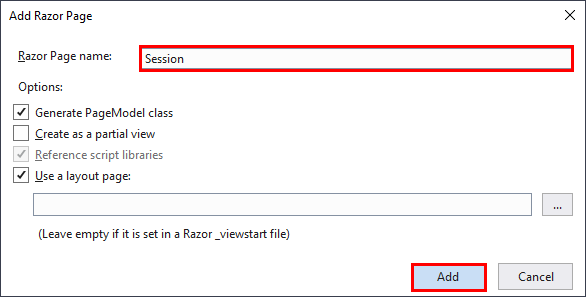 Add Razor Page
Razor Page name:
Session
Options:
Generate PageModel class
Create as a partial view
Reference script libraries
Use a layout page:
...
(Leave empty if it is set in a Razor _viewstart file)
Add
Cancel